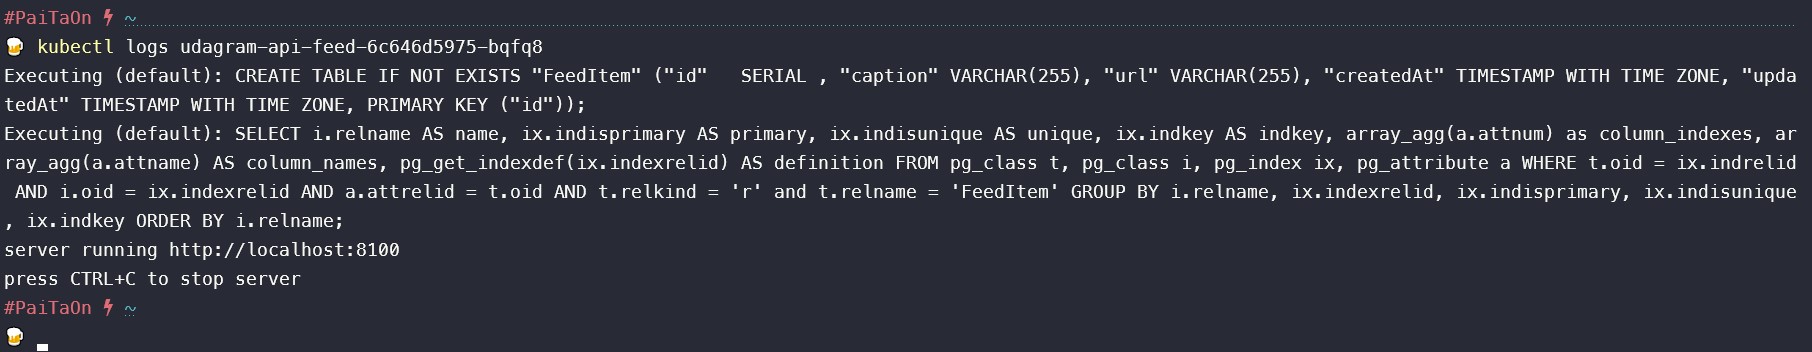 #PaiTaOn ~
kubectl logs udagram-api-feed-6c646d5975-bqfq8
Executing (default): CREATE TABLE IF NOT EXISTS "FeedItem" ("id"   SERIAL , "caption" VARCHAR(255), "url" VARCHAR(255), "createdAt" TIMESTAMP WITH TIME ZONE, "upda
tedAt" TIMESTAMP WITH TIME ZONE, PRIMARY KEY ("id"));
Executing (default): SELECT i.relname AS name, ix.indisprimary AS primary, ix.indisunique AS unique, ix.indkey AS indkey, array_agg(a.attnum) as column_indexes, ar
ray_agg(a.attname) AS column_names, pg_get_indexdef(ix.indexrelid) AS definition FROM pg_class t, pg_class i, pg_index ix, pg_attribute a WHERE t.oid = ix.indrelid
 AND i.oid = ix.indexrelid AND a.attrelid = t.oid AND t.relkind = 'r' and t.relname = 'FeedItem' GROUP BY i.relname, ix.indexrelid, ix.indisprimary, ix.indisunique
, ix.indkey ORDER BY i.relname;
server running http://localhost:8100
press CTRL+C to stop server
#PaiTaOn ~